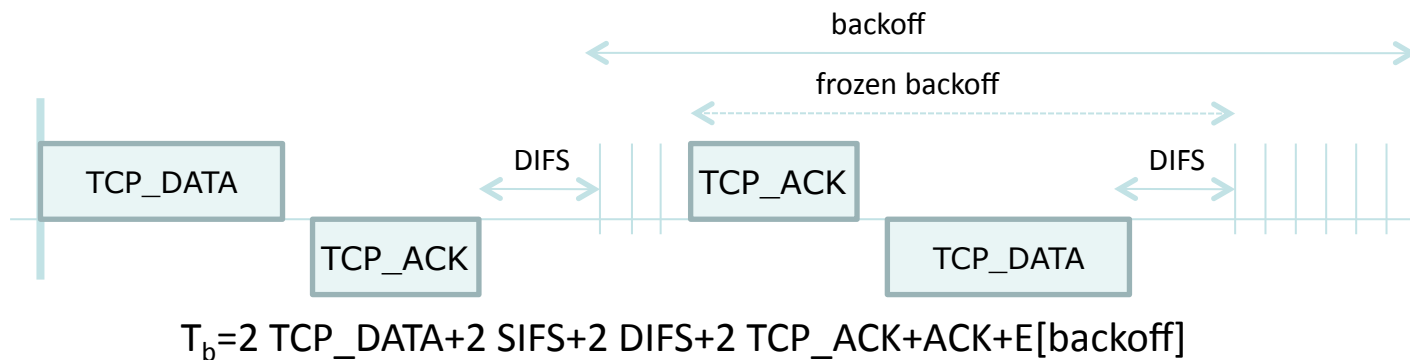 backoff
frozen backoff
TCP_DATA
DIFS
TCP_ACK
DIFS
TCP_ACK
TCP_DATA
T_b=2 TCP_DATA+2 SIFS+2 DIFS+2 TCP_ACK+ACK+E[backoff]